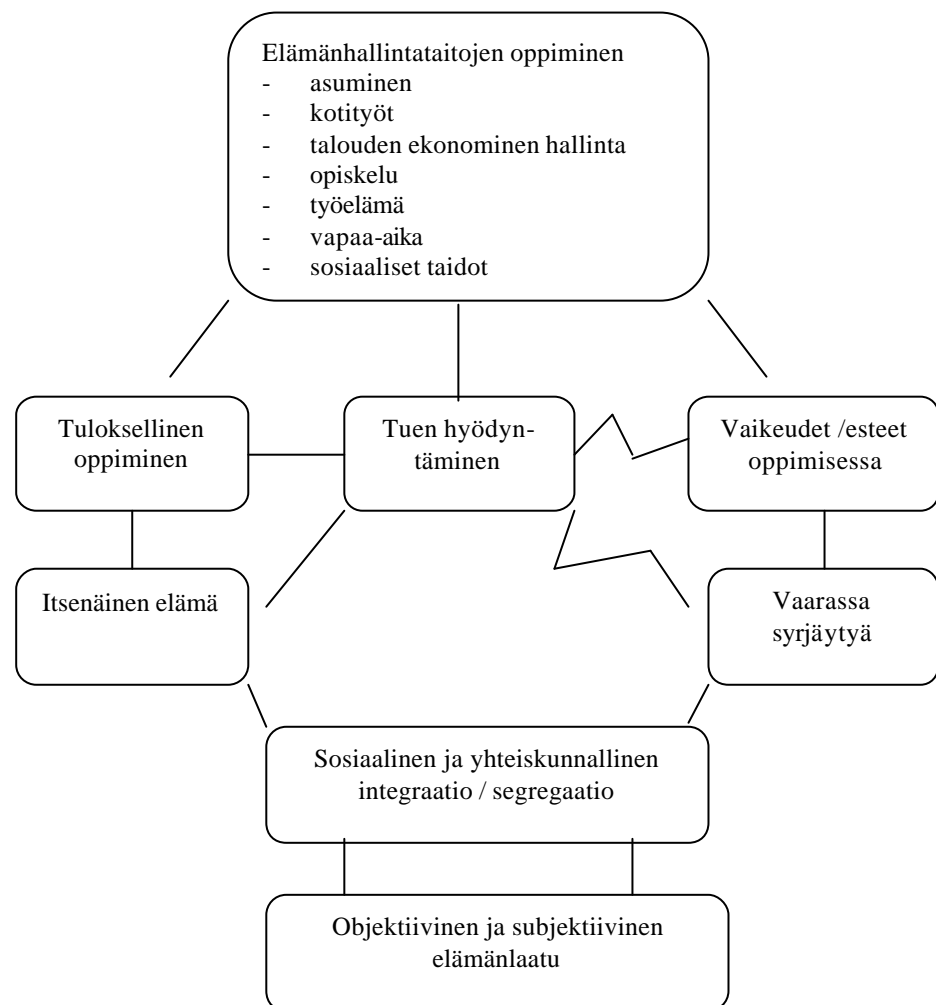 Elämänhallintataitojen oppiminen
- asuminen
- kotityöt
- talouden ekonominen hallinta
- opiskelu
- työelämä
- vapaa-aika
- sosiaaliset taidot
Tuloksellinen
oppiminen
Tuen hyödyn-
täminen
Vaikeudet /esteet
oppimisessa
Itsenäinen elämä
Vaarassa
syrjäytyä
Sosiaalinen ja yhteiskunnallinen
integraatio / segregaatio
Objektiivinen ja subjektiivinen
elämänlaatu